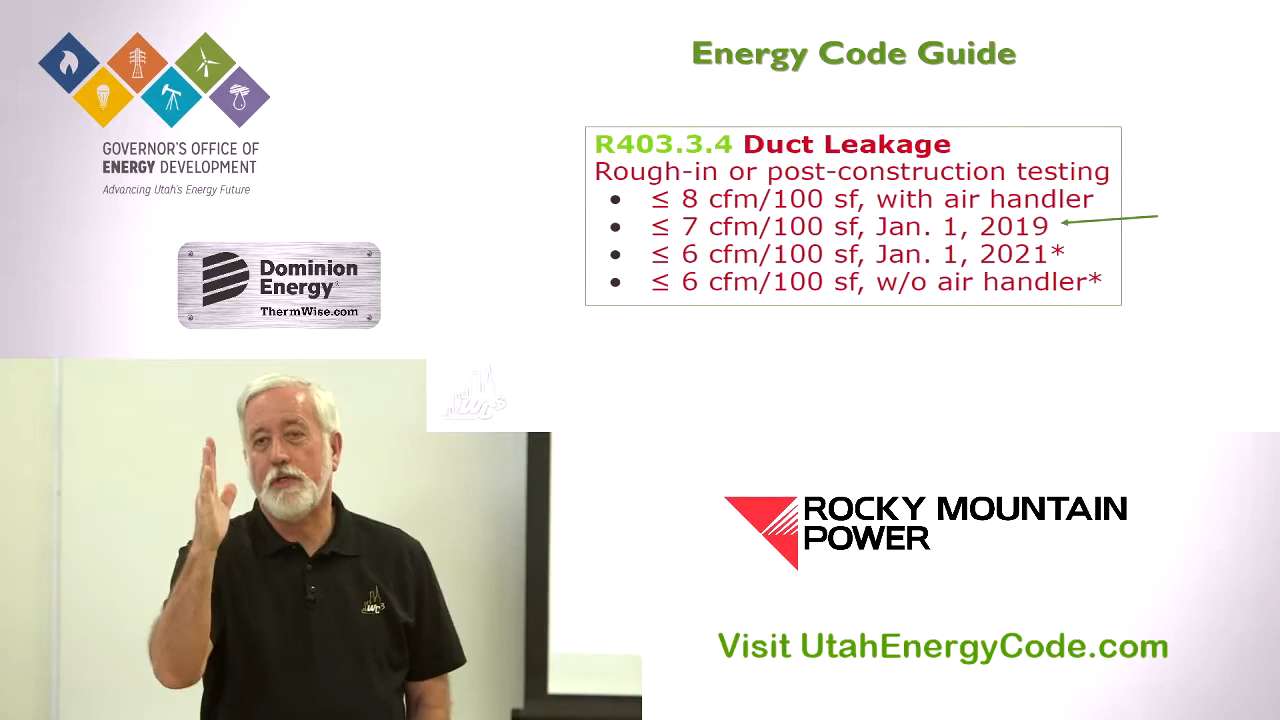 Energy Code Guide
GOVERNOR'S OFFICE OF
ENERGY DEVELOPMENT
Advancing Utah's Energy Future
R403.3.4 Duct Leakage
Rough-in or post-construction testing
• ≤ 8 cfm/100 sf, with air handler
• ≤ 7 cfm/100 sf, Jan. 1, 2019
• ≤ 6 cfm/100 sf, Jan. 1, 2021*
• ≤ 6 cfm/100 sf, w/o air handler*
Dominion
Energy®
ThermWise.com
WC3
WC3
ROCKY MOUNTAIN
POWER
Visit UtahEnergyCode.com